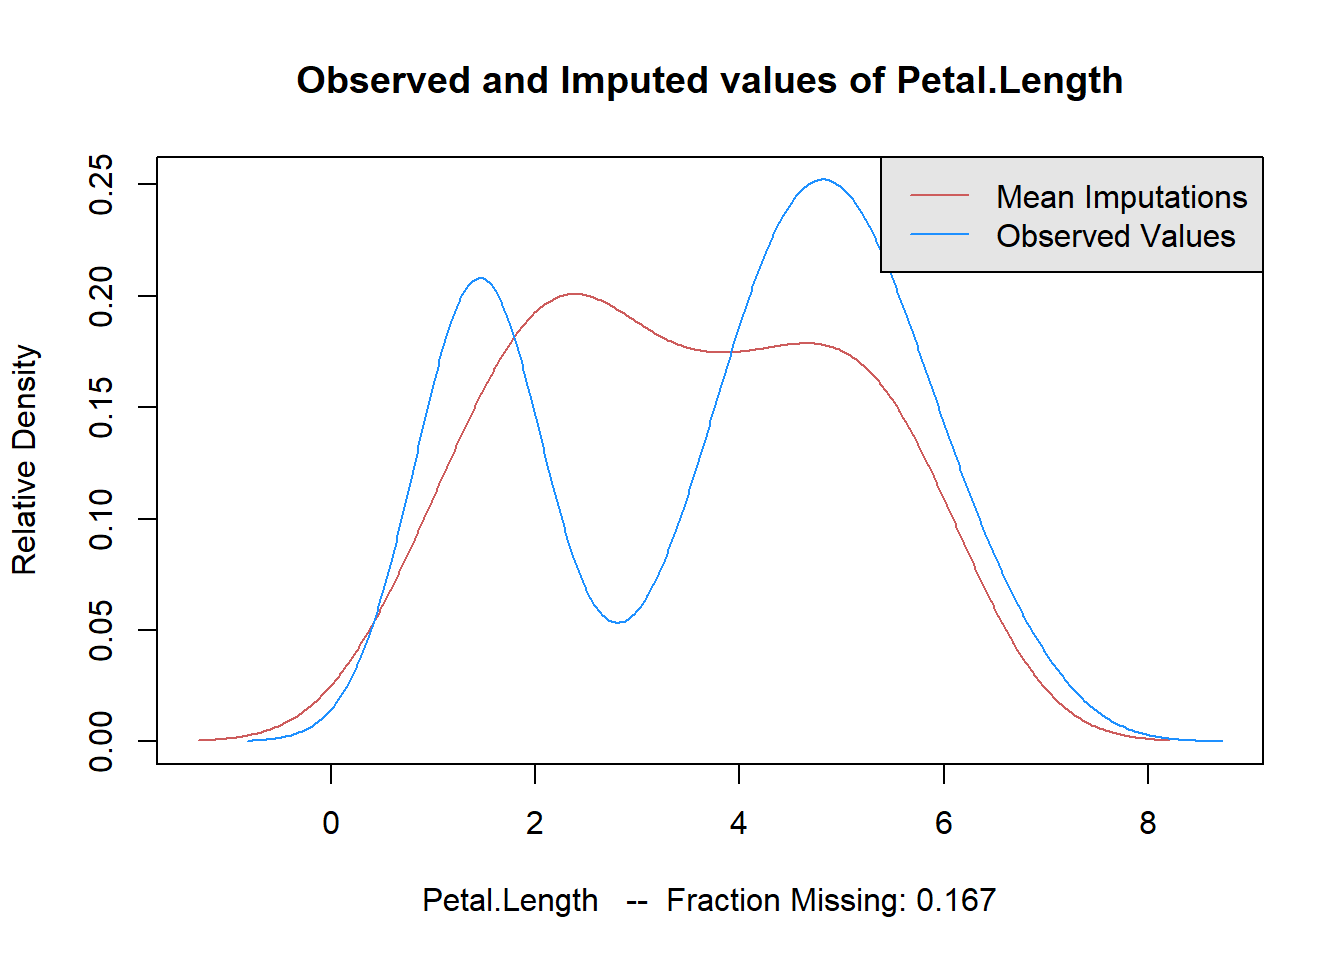 Observed and Imputed values of Petal.Length
Mean Imputations
Observed Values
Relative Density
0.25
0.20
0.15
0.10
0.05
0.00
0 2 4 6 8
Petal.Length -- Fraction Missing: 0.167